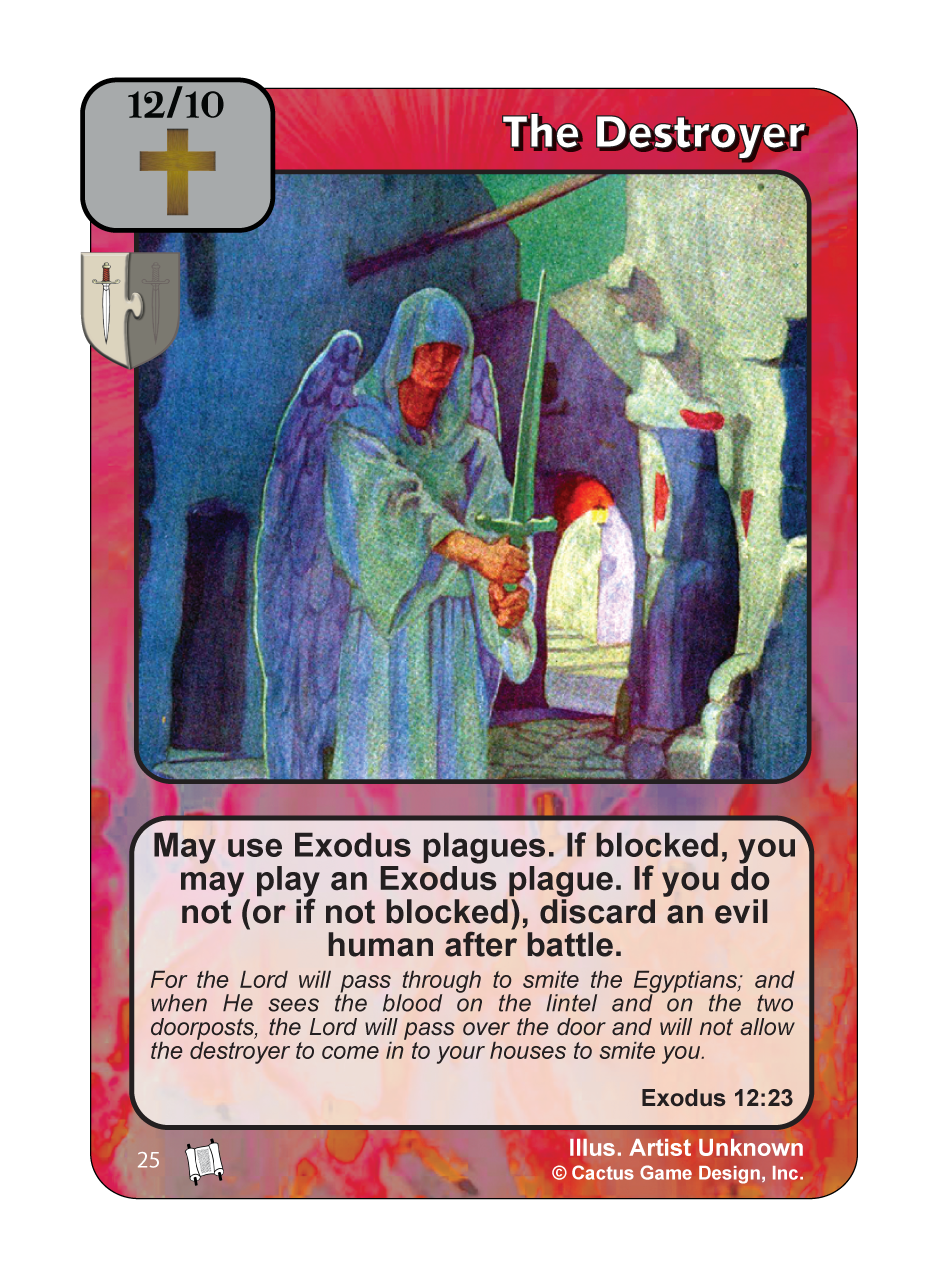 12/10
The Destroyer
May use Exodus plagues. If blocked, you
may play an Exodus plague. If you do
not (or if not blocked), discard an evil
human after battle.
For the Lord will pass through to smite the Egyptians; and
when He sees the blood on the lintel and on the two
doorposts, the Lord will pass over the door and will not allow
the destroyer to come in to your houses to smite you.
Exodus 12:23
25
Illus. Artist Unknown
© Cactus Game Design, Inc.